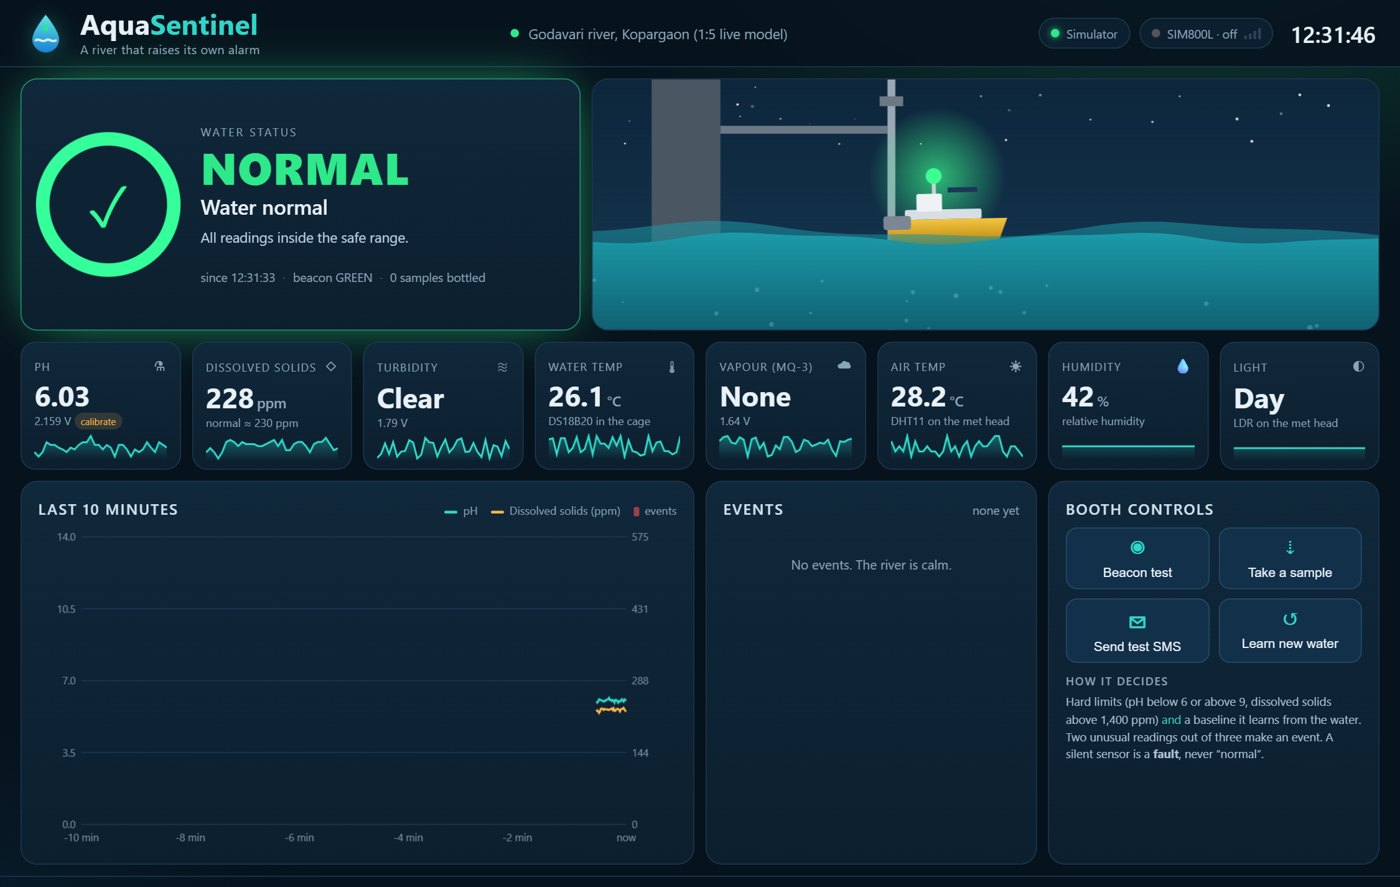 AquaSentinel
A river that raises its own alarm
Godavari river, Kopargaon (1:5 live model)
Simulator
SIM800L · off
12:31:46
WATER STATUS
NORMAL
Water normal
All readings inside the safe range.
since 12:31:33 · beacon GREEN · 0 samples bottled
PH
6.03
2.159 V calibrate
DISSOLVED SOLIDS
228 ppm
normal ≈ 230 ppm
TURBIDITY
Clear
1.79 V
WATER TEMP
26.1 °C
DS18B20 in the cage
VAPOUR (MQ-3)
None
1.64 V
AIR TEMP
28.2 °C
DHT11 on the met head
HUMIDITY
42 %
relative humidity
LIGHT
Day
LDR on the met head
LAST 10 MINUTES
pH
Dissolved solids (ppm)
events
14.0
575
10.5
431
7.0
288
3.5
144
0.0
0
-10 min
-8 min
-6 min
-4 min
-2 min
now
EVENTS
none yet
No events. The river is calm.
BOOTH CONTROLS
Beacon test
Take a sample
Send test SMS
Learn new water
HOW IT DECIDES
Hard limits (pH below 6 or above 9, dissolved solids
above 1,400 ppm) and a baseline it learns from the water.
Two unusual readings out of three make an event. A
silent sensor is a fault, never "normal".